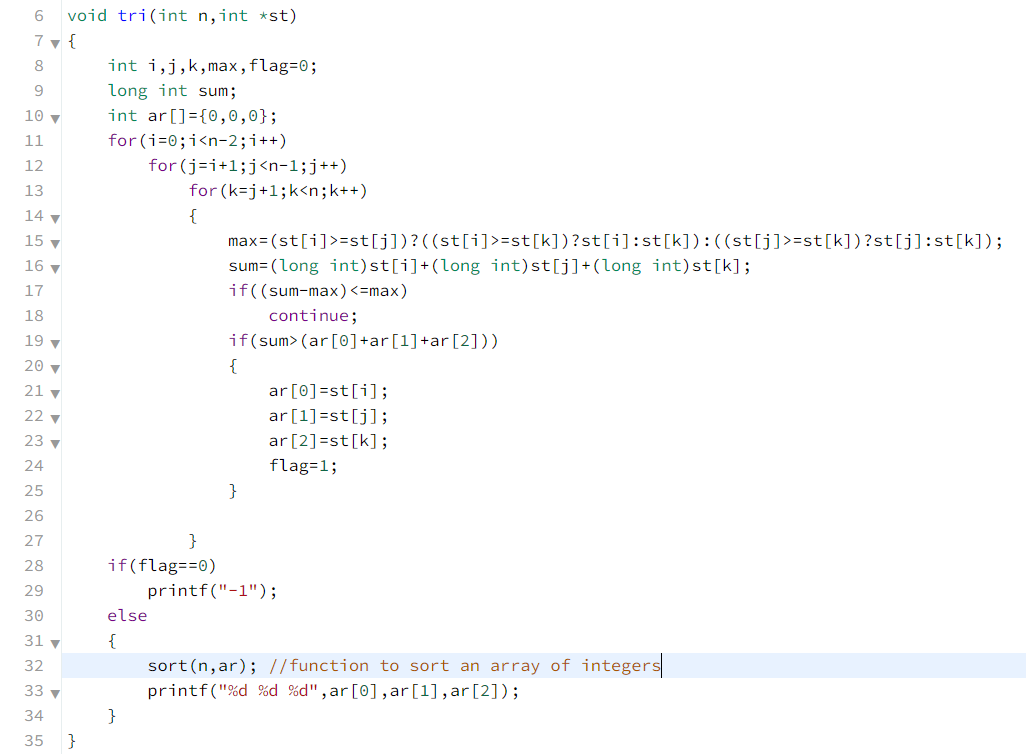 6 void tri(int n,int *st)
7 {
8 int i,j,k,max,flag=0;
9 long int sum;
10 int ar[]={0,0,0};
11 for(i=0;i<n-2;i++)
12 for(j=i+1;j<n-1;j++)
13 for(k=j+1;k<n;k++)
14 {
15 max=(st[i]>=st[j])?((st[i]>=st[k])?st[i]:st[k]):((st[j]>=st[k])?st[j]:st[k]);
16 sum=(long int)st[i]+(long int)st[j]+(long int)st[k];
17 if((sum-max)<=max)
18 continue;
19 if(sum>(ar[0]+ar[1]+ar[2]))
20 {
21 ar[0]=st[i];
22 ar[1]=st[j];
23 ar[2]=st[k];
24 flag=1;
25 }
26
27 }
28 if(flag==0)
29 printf("-1");
30 else
31 {
32 sort(n,ar); //function to sort an array of integers
33 printf("%d %d %d",ar[0],ar[1],ar[2]);
34 }
35 }